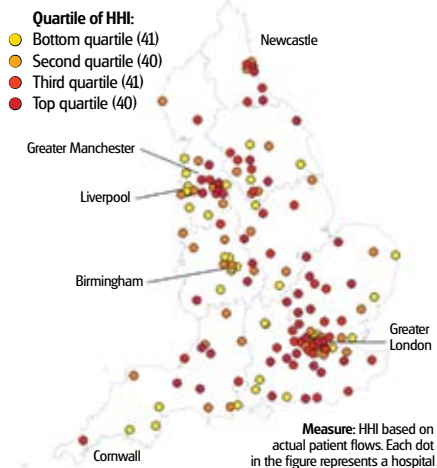 Quartile of HHI:
Bottom quartile (41)
Second quartile (40)
Third quartile (41)
Top quartile (40)
Newcastle
Greater Manchester
Liverpool
Birmingham
Greater
London
Cornwall
Measure: HHI based on
actual patient flows. Each dot
in the figure represents a hospital